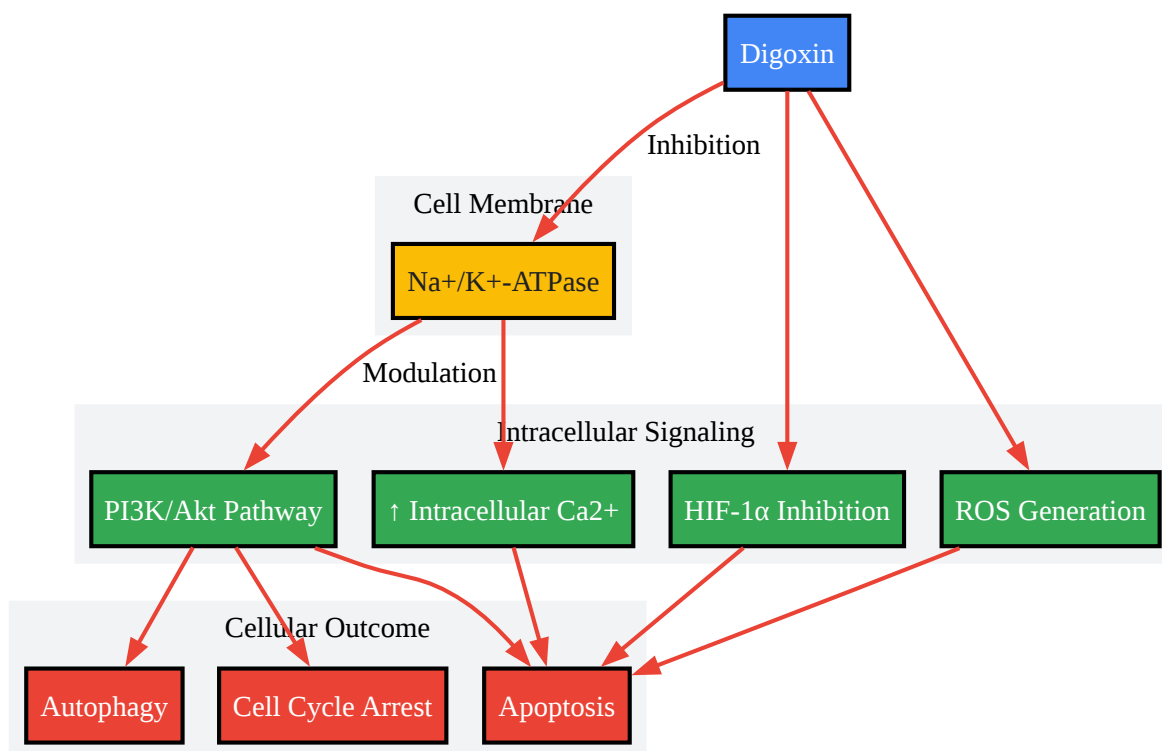 Digoxin
Inhibition
Cell Membrane
Na+/K+-ATPase
Modulation
Intracellular Signaling
PI3K/Akt Pathway
↑ Intracellular Ca2+
HIF-1α Inhibition
ROS Generation
Cellular Outcome
Autophagy
Cell Cycle Arrest
Apoptosis